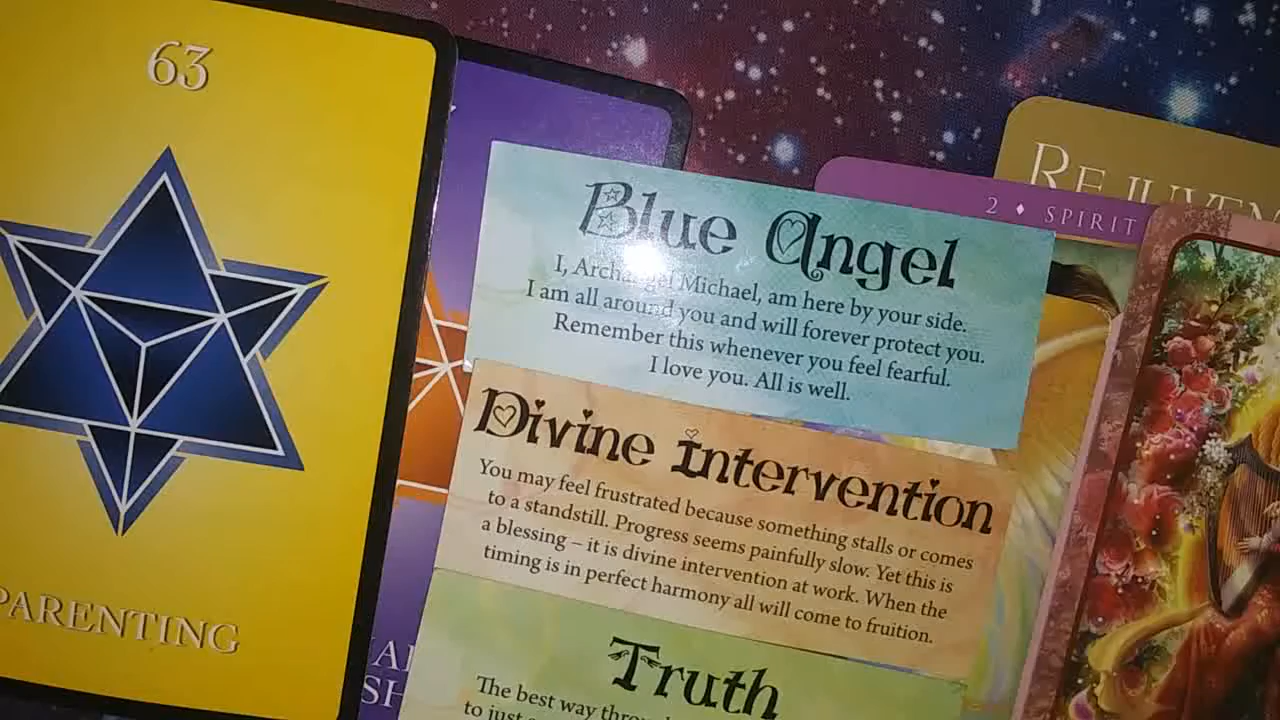 63
PARENTING
Blue Angel
I, Archangel Michael, am here by your side.
I am all around you and will forever protect you.
Remember this whenever you feel fearful.
I love you. All is well.
Divine Intervention
You may feel frustrated because something stalls or comes
to a standstill. Progress seems painfully slow. Yet this is
a blessing – it is divine intervention at work. When the
timing is in perfect harmony all will come to fruition.
Truth
The best way
to just
2 ♦ SPIRIT